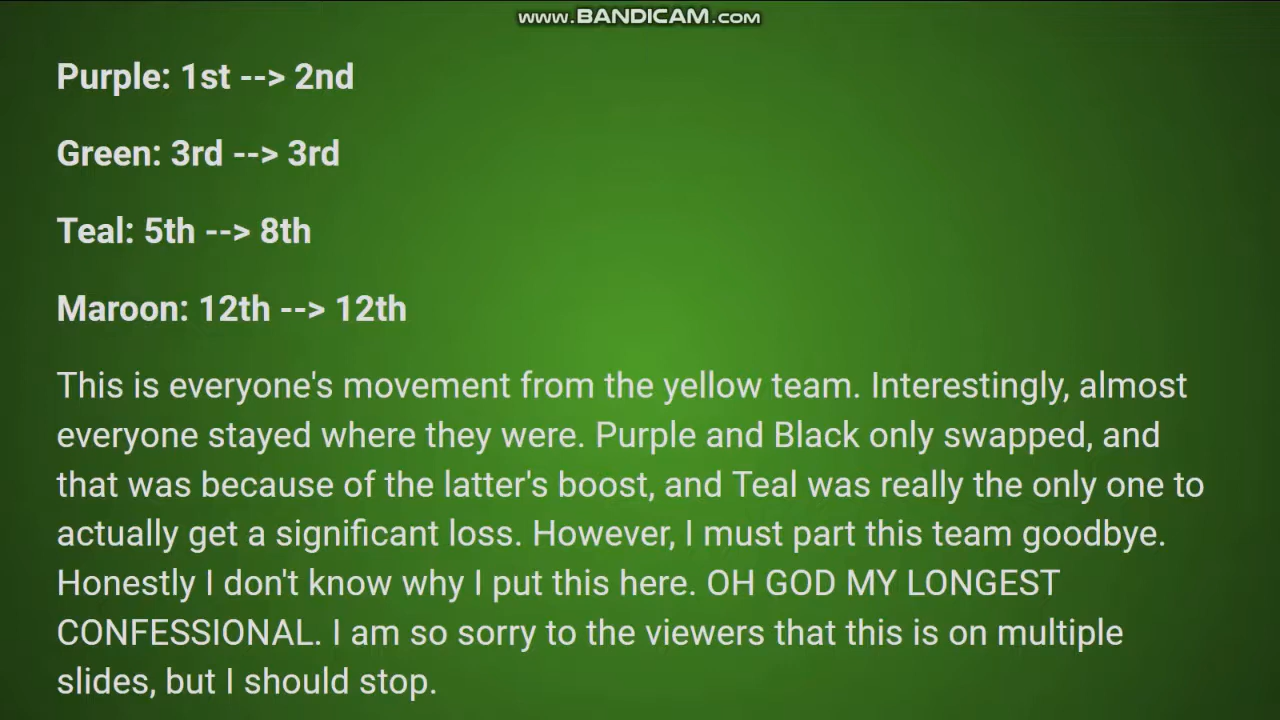 www.BANDICAM.com
Purple: 1st --> 2nd
Green: 3rd --> 3rd
Teal: 5th --> 8th
Maroon: 12th --> 12th
This is everyone's movement from the yellow team. Interestingly, almost
everyone stayed where they were. Purple and Black only swapped, and
that was because of the latter's boost, and Teal was really the only one to
actually get a significant loss. However, I must part this team goodbye.
Honestly I don't know why I put this here. OH GOD MY LONGEST
CONFESSIONAL. I am so sorry to the viewers that this is on multiple
slides, but I should stop.